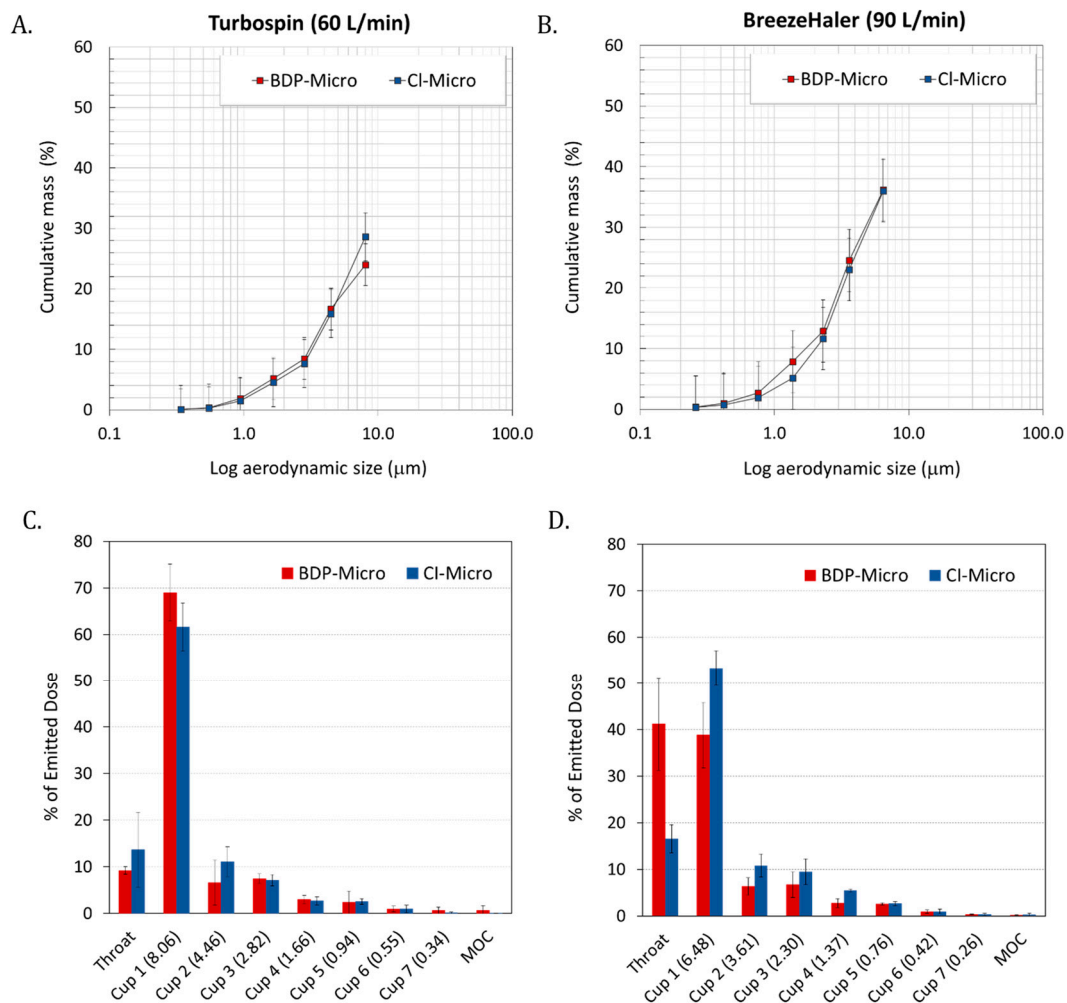 A.
Turbospin (60 L/min)
BDP-Micro CI-Micro
60
50
40
30
20
10
0
Cumulative mass (%)
0.1 1.0 10.0 100.0
Log aerodynamic size (μm)
B.
BreezeHaler (90 L/min)
BDP-Micro CI-Micro
60
50
40
30
20
10
0
Cumulative mass (%)
0.1 1.0 10.0 100.0
Log aerodynamic size (μm)
C.
BDP-Micro CI-Micro
80
70
60
50
40
30
20
10
0
% of Emitted Dose
Throat
Cup 1 (8.06)
Cup 2 (4.46)
Cup 3 (2.82)
Cup 4 (1.66)
Cup 5 (0.94)
Cup 6 (0.55)
Cup 7 (0.34)
MOC
D.
BDP-Micro CI-Micro
80
70
60
50
40
30
20
10
0
% of Emitted Dose
Throat
Cup 1 (6.48)
Cup 2 (3.61)
Cup 3 (2.30)
Cup 4 (1.37)
Cup 5 (0.76)
Cup 6 (0.42)
Cup 7 (0.26)
MOC